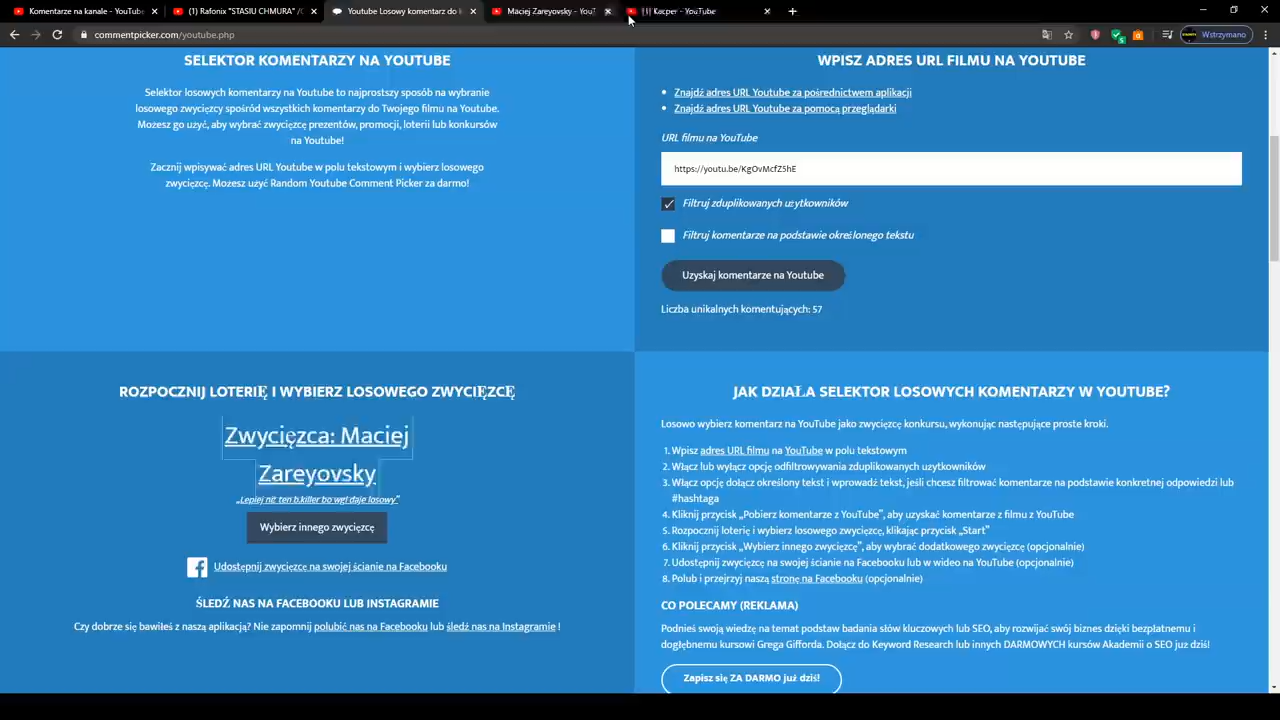 Komentarze na kanale - YouTube
(1) Rafonix "STASIU CHMURA" /C
Youtube Losowy komentarz do k
Maciej Zareyovsky - YouT
Kacper - YouTube
commentpicker.com/youtube.php
Wstrzymano
SELEKTOR KOMENTARZY NA YOUTUBE
Selektor losowych komentarzy na Youtube to najprostszy sposób na wybranie
losowego zwycięzcy spośród wszystkich komentarzy do Twojego filmu na Youtube.
Możesz go użyć, aby wybrać zwycięzcę prezentów, promocji, loterii lub konkursów
na Youtube!
Zacznij wpisywać adres URL Youtube w polu tekstowym i wybierz losowego
zwycięzcę. Możesz użyć Random Youtube Comment Picker za darmo!
WPISZ ADRES URL FILMU NA YOUTUBE
Znajdź adres URL Youtube za pośrednictwem aplikacji
Znajdź adres URL Youtube za pomocą przeglądarki
URL filmu na YouTube
https://youtu.be/KgOvMcfZ5hE
Filtruj zduplikowanych użytkowników
Filtruj komentarze na podstawie określonego tekstu
Uzyskaj komentarze na Youtube
Liczba unikalnych komentujących: 57
ROZPOCZNIJ LOTERIĘ I WYBIERZ LOSOWEGO ZWYCIĘZCĘ
Zwycięzca: Maciej
Zareyovsky
„Lepiej niż ten b.killer bo wgl daje losowy”
Wybierz innego zwycięzcę
Udostępnij zwycięzcę na swojej ścianie na Facebooku
ŚLEDŹ NAS NA FACEBOOKU LUB INSTAGRAMIE
Czy dobrze się bawiłeś z naszą aplikacją? Nie zapomnij polubić nas na Facebooku lub śledź nas na Instagramie !
JAK DZIAŁA SELEKTOR LOSOWYCH KOMENTARZY W YOUTUBE?
Losowo wybierz komentarz na YouTube jako zwycięzcę konkursu, wykonując następujące proste kroki.
1. Wpisz adres URL filmu na YouTube w polu tekstowym
2. Włącz lub wyłącz opcję odfiltrowywania zduplikowanych użytkowników
3. Włącz opcję dołącz określony tekst i wprowadź tekst, jeśli chcesz filtrować komentarze na podstawie konkretnej odpowiedzi lub
#hashtaga
4. Kliknij przycisk „Pobierz komentarze z YouTube”, aby uzyskać komentarze z filmu z YouTube
5. Rozpocznij loterię i wybierz losowego zwycięzcę, klikając przycisk „Start”
6. Kliknij przycisk „Wybierz innego zwycięzcę”, aby wybrać dodatkowego zwycięzcę (opcjonalnie)
7. Udostępnij zwycięzcę na swojej ścianie na Facebooku lub w wideo na YouTube (opcjonalnie)
8. Polub i przejrzyj naszą stronę na Facebooku (opcjonalnie)
CO POLECAMY (REKLAMA)
Podnieś swoją wiedzę na temat podstaw badania słów kluczowych lub SEO, aby rozwijać swój biznes dzięki bezpłatnemu i
dogłębnemu kursowi Grega Gifforda. Dołącz do Keyword Research lub innych DARMOWYCH kursów Akademii o SEO już dziś!
Zapisz się ZA DARMO już dziś!